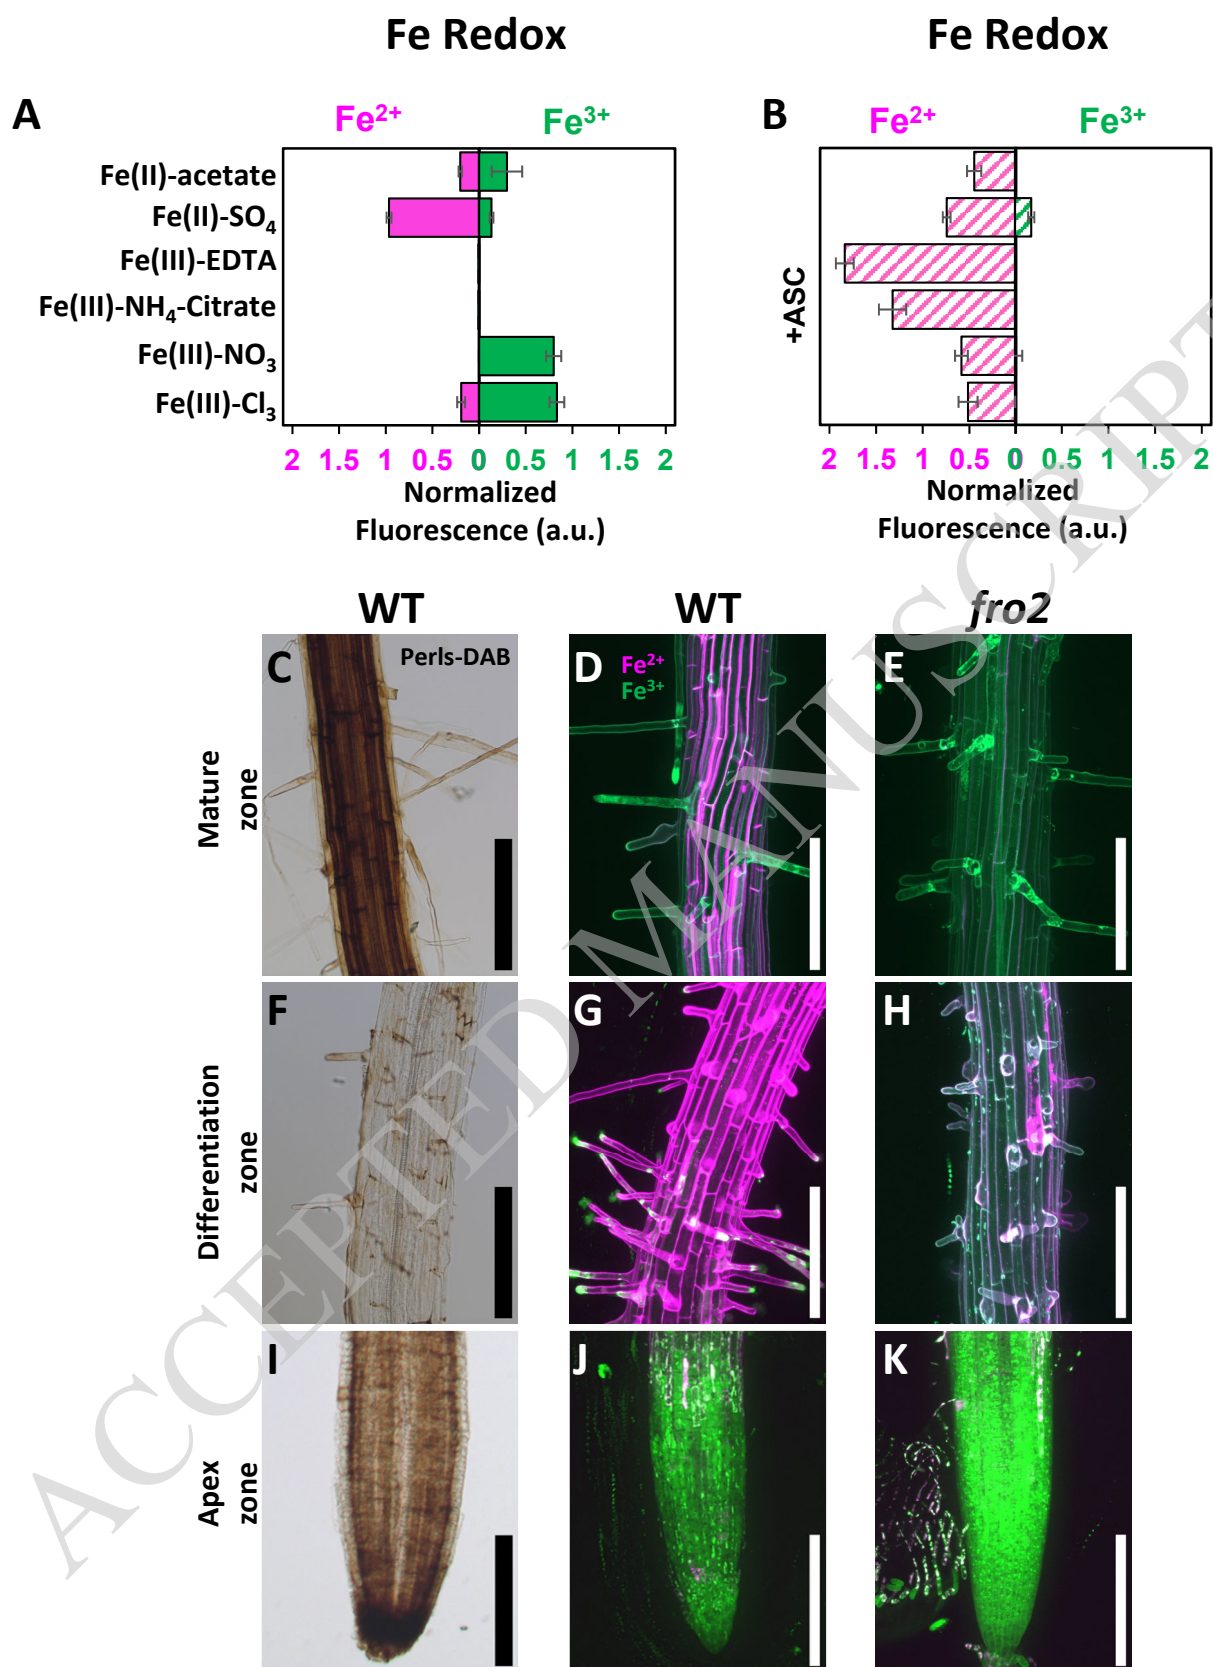 Fe Redox
Fe Redox
A
Fe²⁺
Fe³⁺
B
Fe²⁺
Fe³⁺
Fe(II)-acetate
Fe(II)-SO₄
Fe(III)-EDTA
Fe(III)-NH₄-Citrate
Fe(III)-NO₃
Fe(III)-Cl₃
+ASC
2 1.5 1 0.5 0 0.5 1 1.5 2
2 1.5 1 0.5 0 0.5 1 1.5 2
Normalized
Fluorescence (a.u.)
Normalized
Fluorescence (a.u.)
WT
WT
fro2
Mature
zone
C
Perls-DAB
D
Fe²⁺
Fe³⁺
E
Differentiation
zone
F
G
H
Apex
zone
I
J
K
ACCEPTED MANUSCRIPT